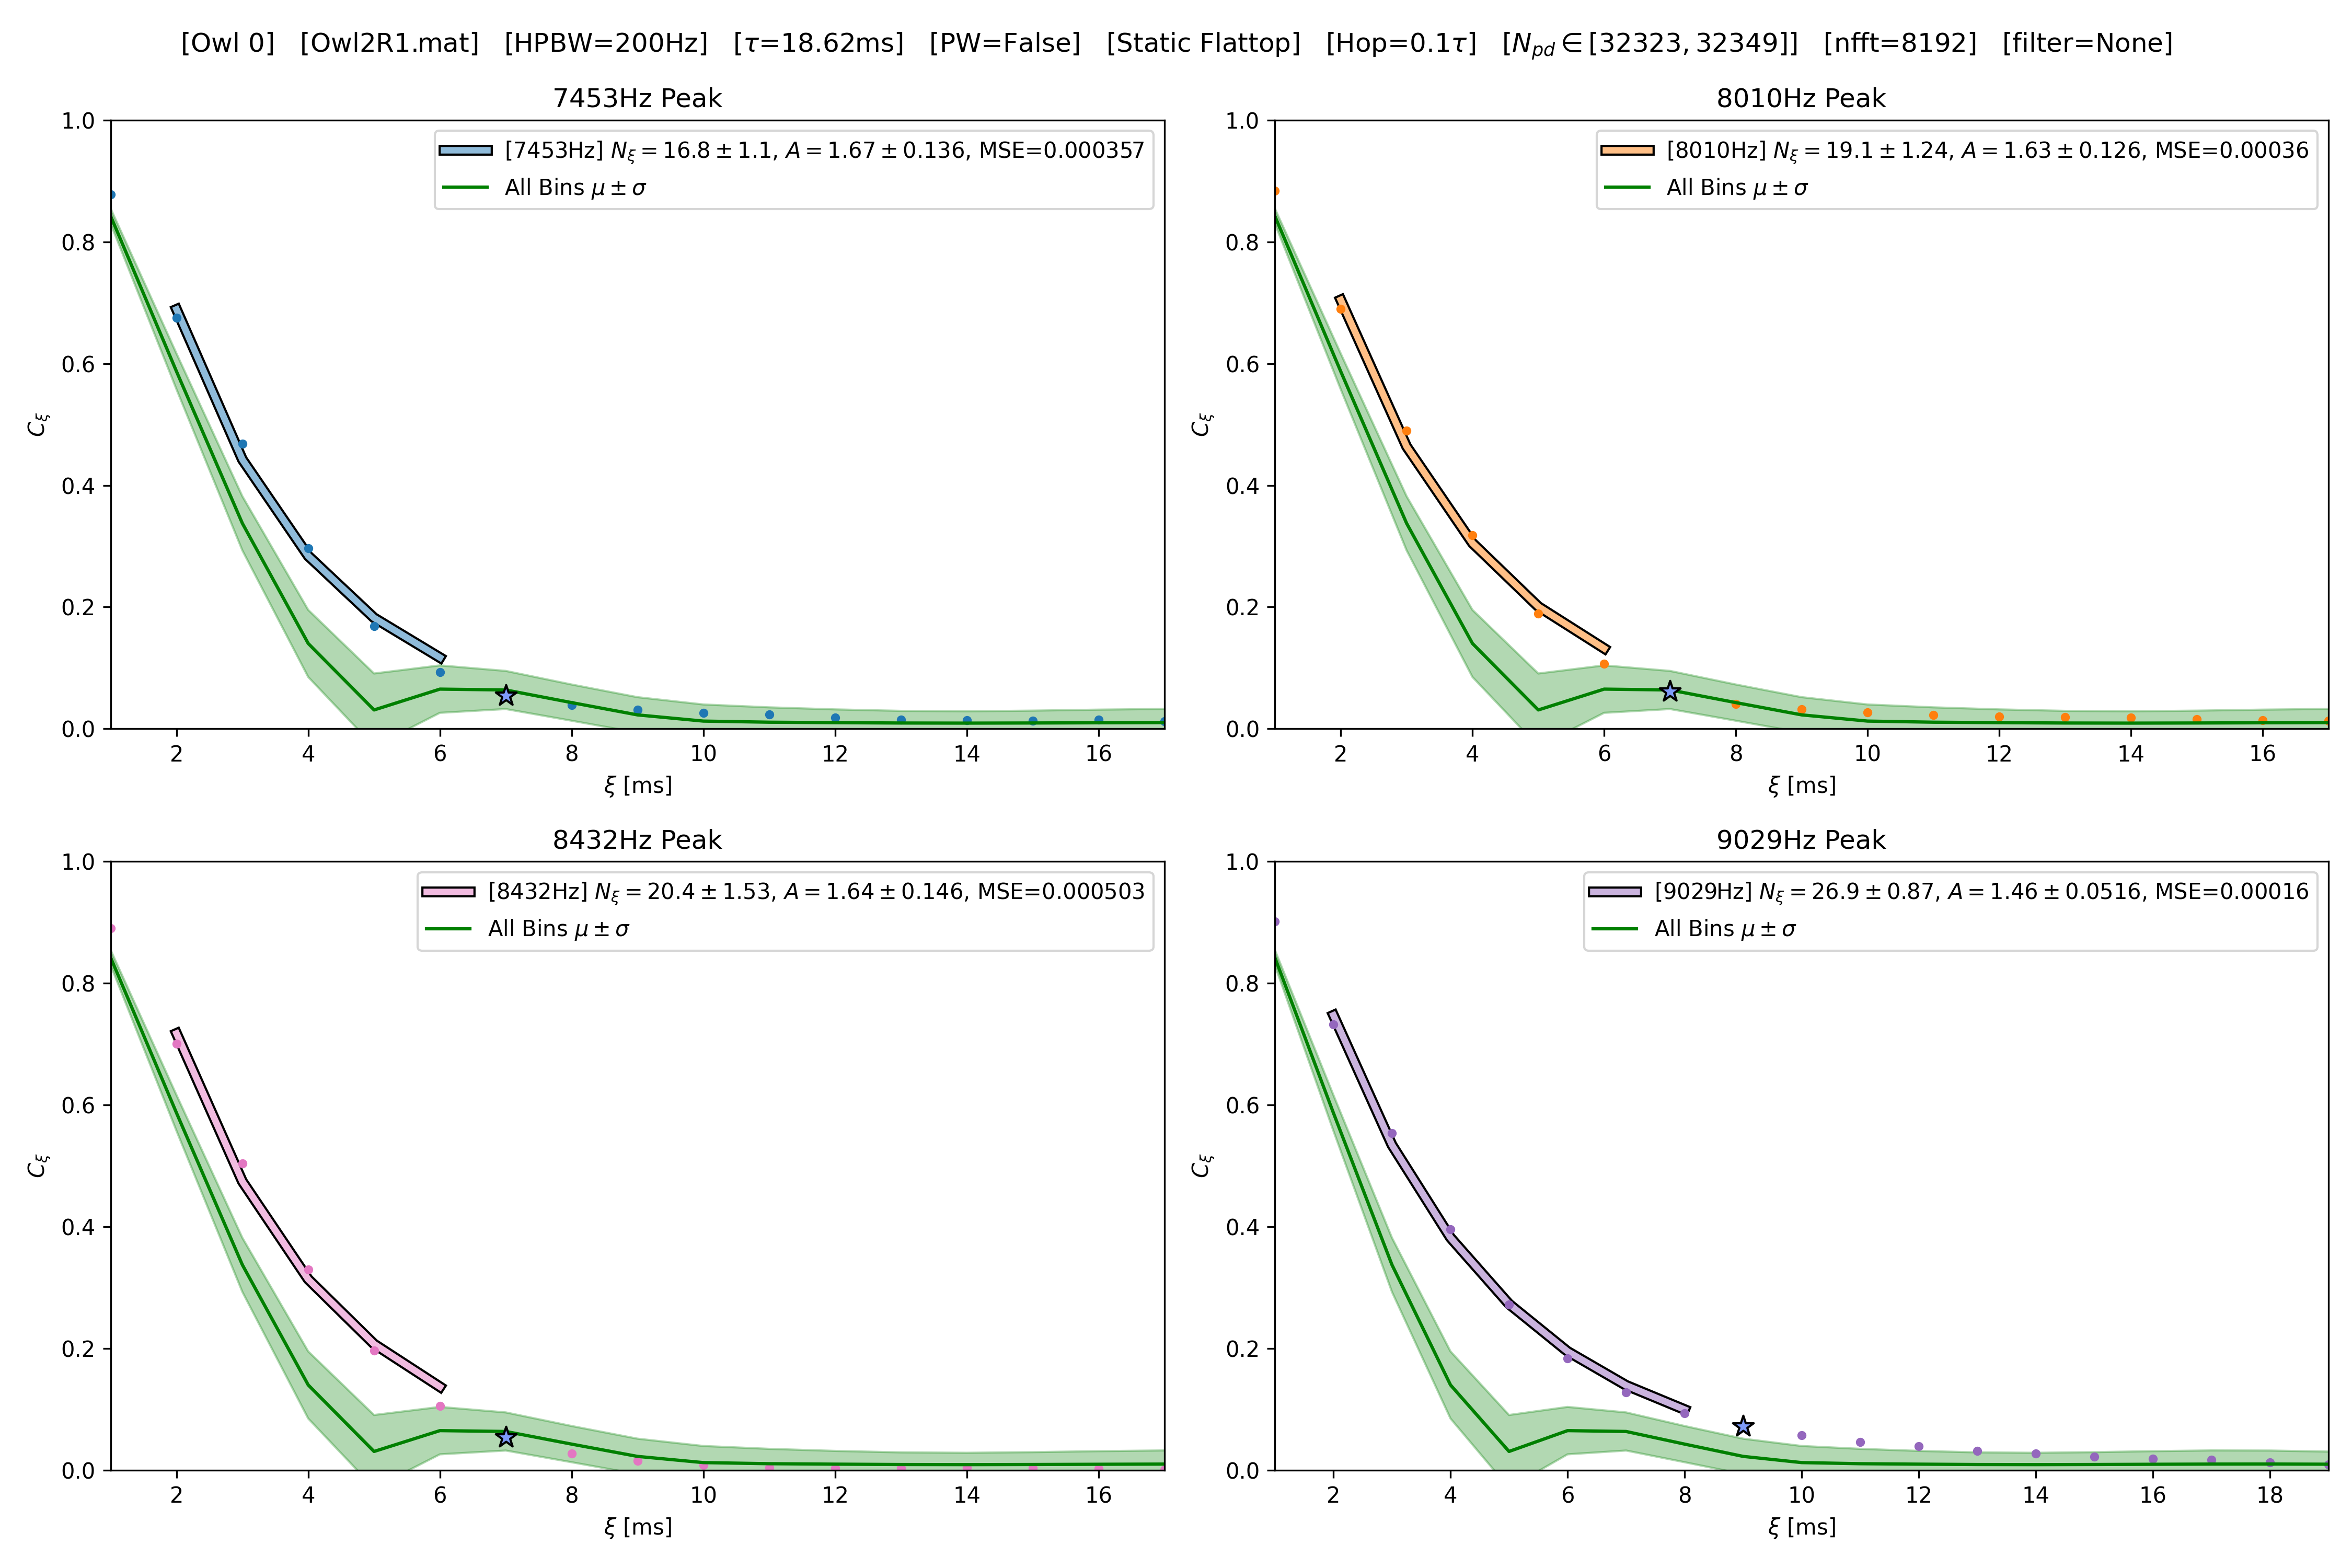 [Owl 0] [Owl2R1.mat] [HPBW=200Hz] [τ=18.62ms] [PW=False] [Static Flattop] [Hop=0.1τ] [N_pd ∈ [32323, 32349]] [nfft=8192] [filter=None]
7453Hz Peak
[7453Hz] N_ξ = 16.8 ± 1.1, A = 1.67 ± 0.136, MSE=0.000357
All Bins μ ± σ
1.0
0.8
0.6
0.4
0.2
0.0
C_ξ
2 4 6 8 10 12 14 16
ξ [ms]
8010Hz Peak
[8010Hz] N_ξ = 19.1 ± 1.24, A = 1.63 ± 0.126, MSE=0.00036
All Bins μ ± σ
1.0
0.8
0.6
0.4
0.2
0.0
C_ξ
2 4 6 8 10 12 14 16
ξ [ms]
8432Hz Peak
[8432Hz] N_ξ = 20.4 ± 1.53, A = 1.64 ± 0.146, MSE=0.000503
All Bins μ ± σ
1.0
0.8
0.6
0.4
0.2
0.0
C_ξ
2 4 6 8 10 12 14 16
ξ [ms]
9029Hz Peak
[9029Hz] N_ξ = 26.9 ± 0.87, A = 1.46 ± 0.0516, MSE=0.00016
All Bins μ ± σ
1.0
0.8
0.6
0.4
0.2
0.0
C_ξ
2 4 6 8 10 12 14 16 18
ξ [ms]